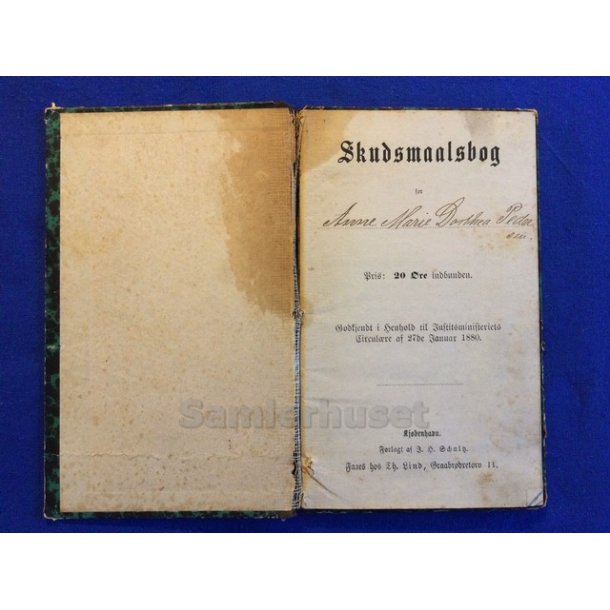 Skudsmaalsbog
for
Anne Marie Dorthea Peder
sen.
Pris: 20 Øre indbunden.
Godkjendt i Henhold til Justitsministeriets
Circulære af 27de Januar 1880.
Kjøbenhavn.
Forlagt af J. H. Schultz.
Faaes hos Th. Lind, Graabrødretorv 11.
Samlerhuset